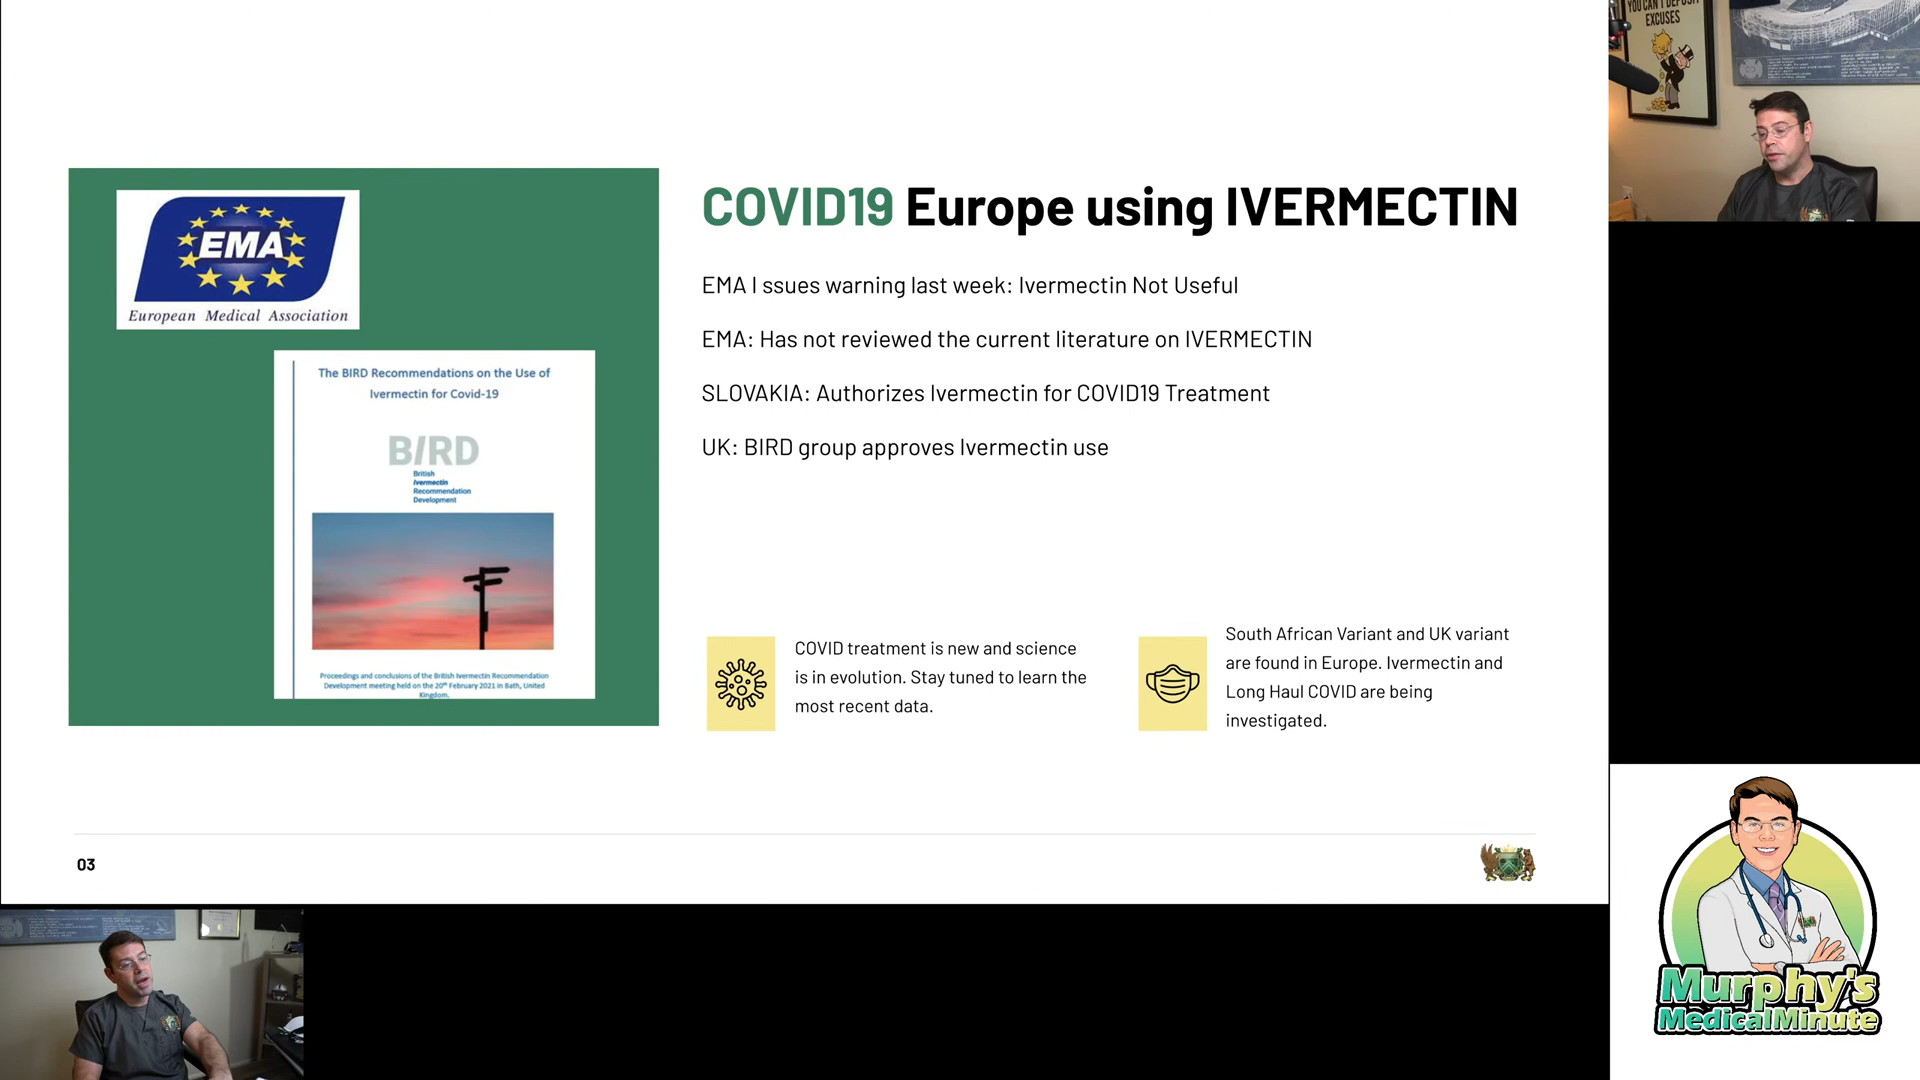 YOU CAN'T DEPOSIT
EXCUSES
EMA
European Medical Association
The BIRD Recommendations on the Use of
Ivermectin for Covid-19
BIRD
British
Ivermectin
Recommendation
Development
Proceedings and conclusions of the British Ivermectin Recommendation
Development meeting held on the 20th February 2021 in Bath, United
Kingdom.
COVID19 Europe using IVERMECTIN
EMA I ssues warning last week: Ivermectin Not Useful
EMA: Has not reviewed the current literature on IVERMECTIN
SLOVAKIA: Authorizes Ivermectin for COVID19 Treatment
UK: BIRD group approves Ivermectin use
COVID treatment is new and science
is in evolution. Stay tuned to learn the
most recent data.
South African Variant and UK variant
are found in Europe. Ivermectin and
Long Haul COVID are being
investigated.
03
Murphy's
MedicalMinute